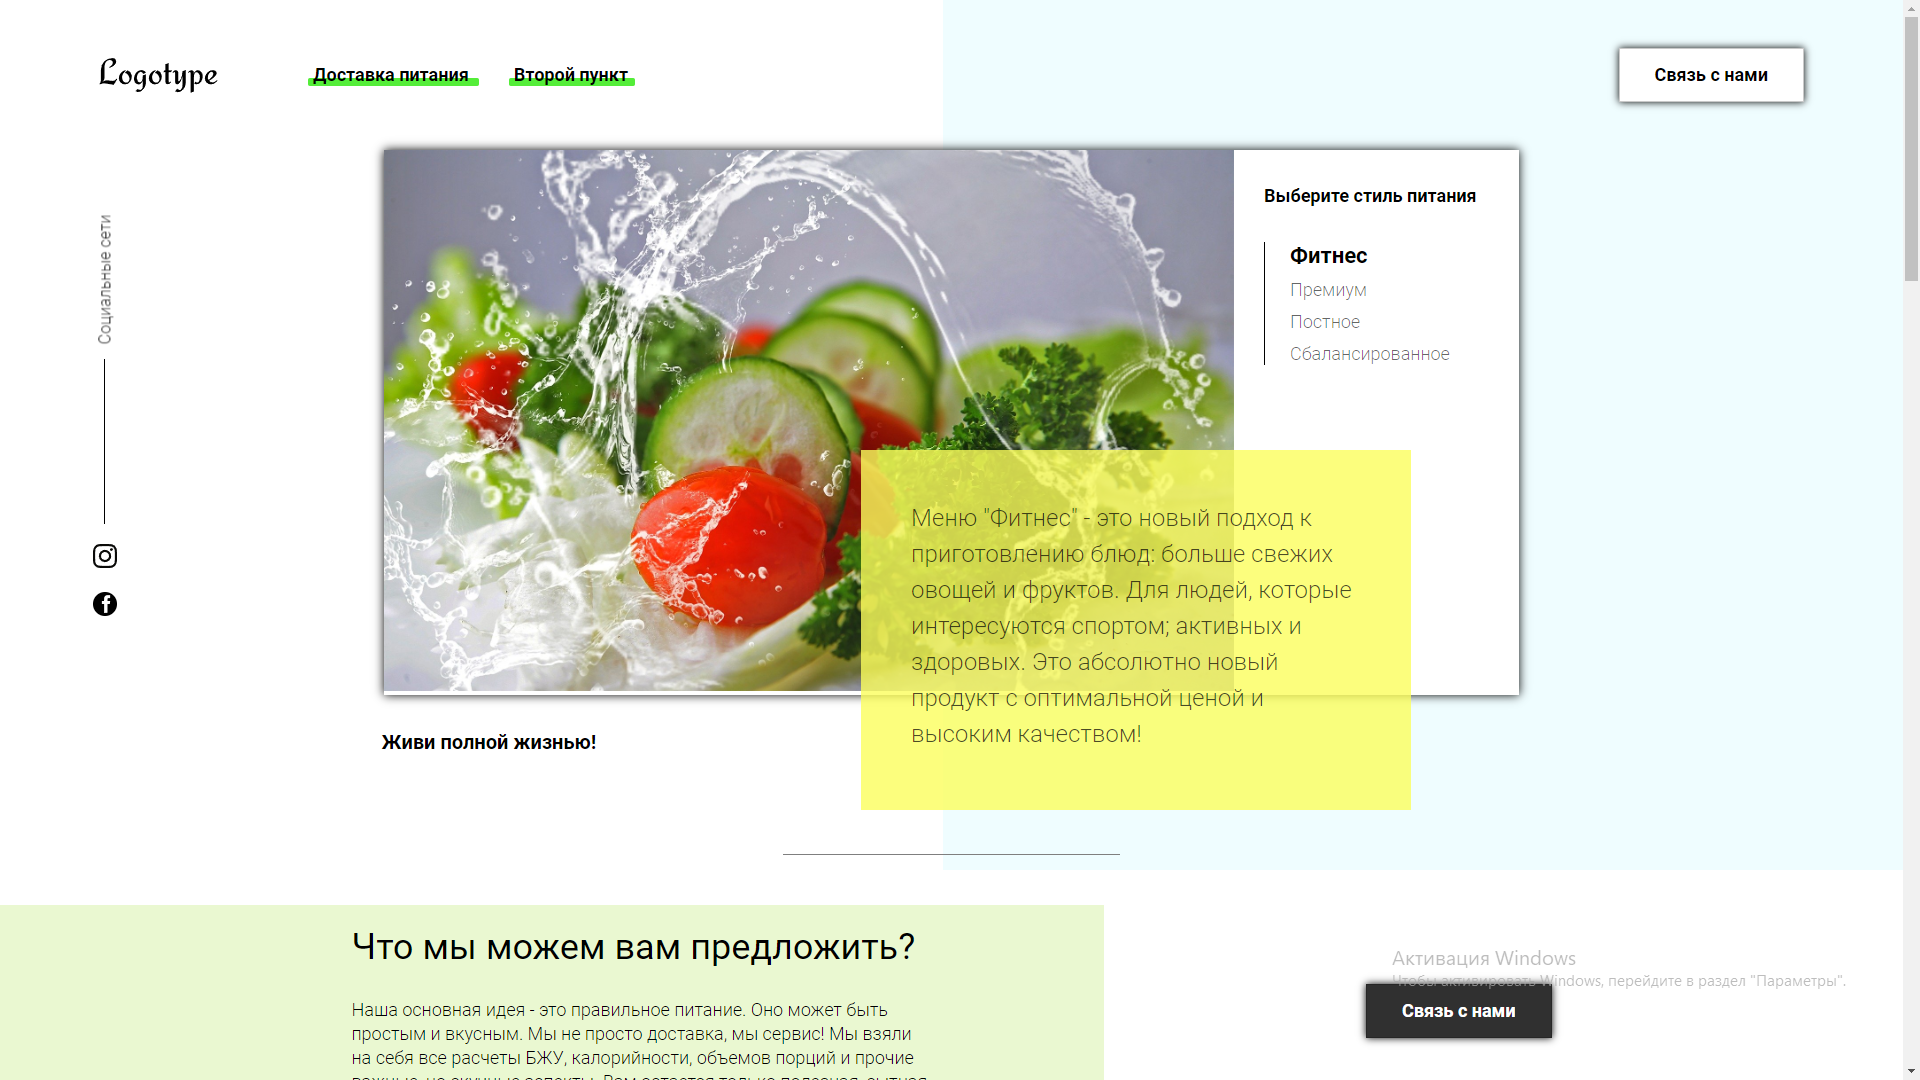 Logotype
Доставка питания
Второй пункт
Связь с нами
Социальные сети
Выберите стиль питания
Фитнес
Премиум
Постное
Сбалансированное
Меню "Фитнес" - это новый подход к
приготовлению блюд: больше свежих
овощей и фруктов. Для людей, которые
интересуются спортом; активных и
здоровых. Это абсолютно новый
продукт с оптимальной ценой и
высоким качеством!
Живи полной жизнью!
Что мы можем вам предложить?
Наша основная идея - это правильное питание. Оно может быть
простым и вкусным. Мы не просто доставка, мы сервис! Мы взяли
на себя все расчеты БЖУ, калорийности, объемов порций и прочие
Активация Windows
Чтобы активировать Windows, перейдите в раздел "Параметры".
Связь с нами